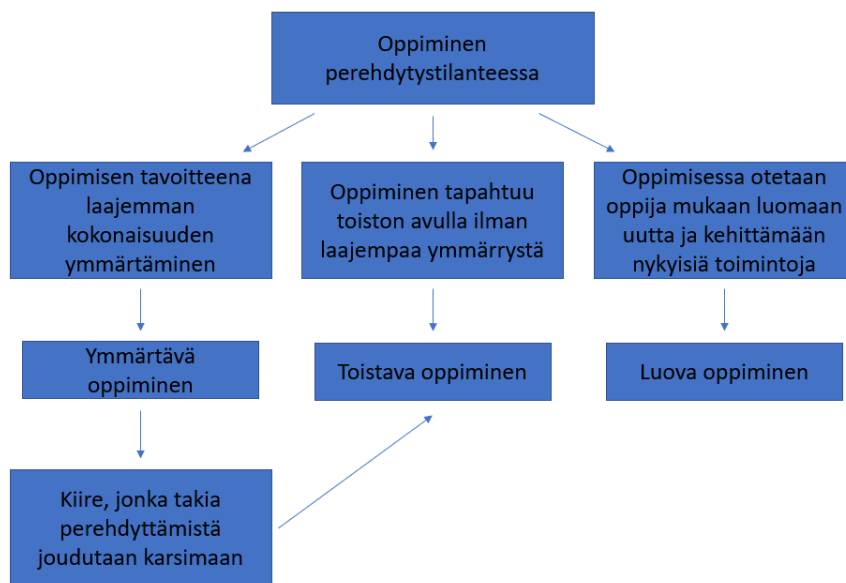 Oppiminen
perehdytystilanteessa
Oppimisen tavoitteena
laajemman
kokonaisuuden
ymmärtäminen
Oppiminen tapahtuu
toiston avulla ilman
laajempaa ymmärrystä
Oppimisessa otetaan
oppija mukaan luomaan
uutta ja kehittämään
nykyisiä toimintoja
Ymmärtävä
oppiminen
Toistava oppiminen
Luova oppiminen
Kiire, jonka takia
perehdyttämistä
joudutaan karsimaan